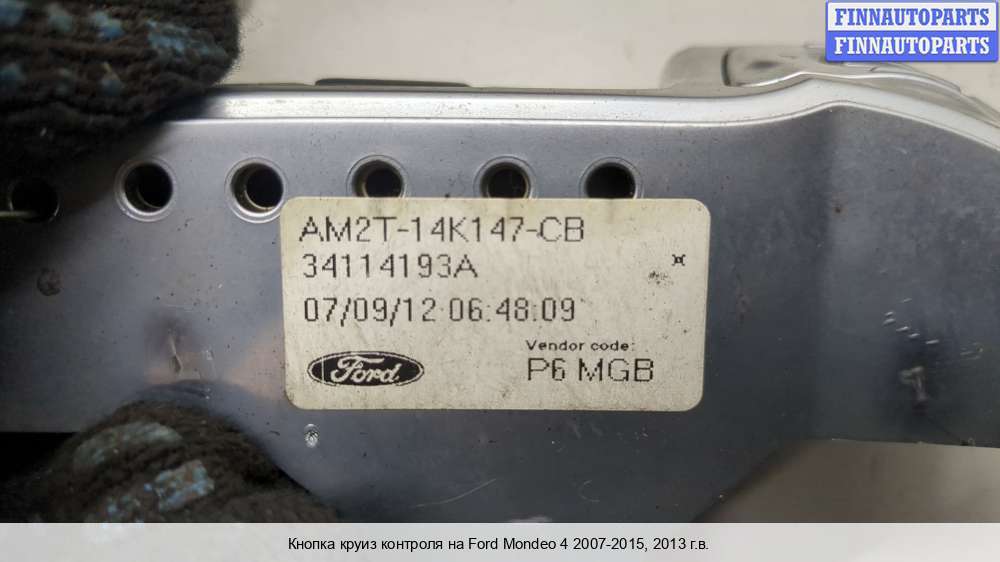 FINNAUTOPARTS
FINNAUTOPARTS
AM2T-14K147-CB
34114193A
07/09/12 06:48:09
Vendor code:
Ford
P6 MGB
Кнопка круиз контроля на Ford Mondeo 4 2007-2015, 2013 г.в.